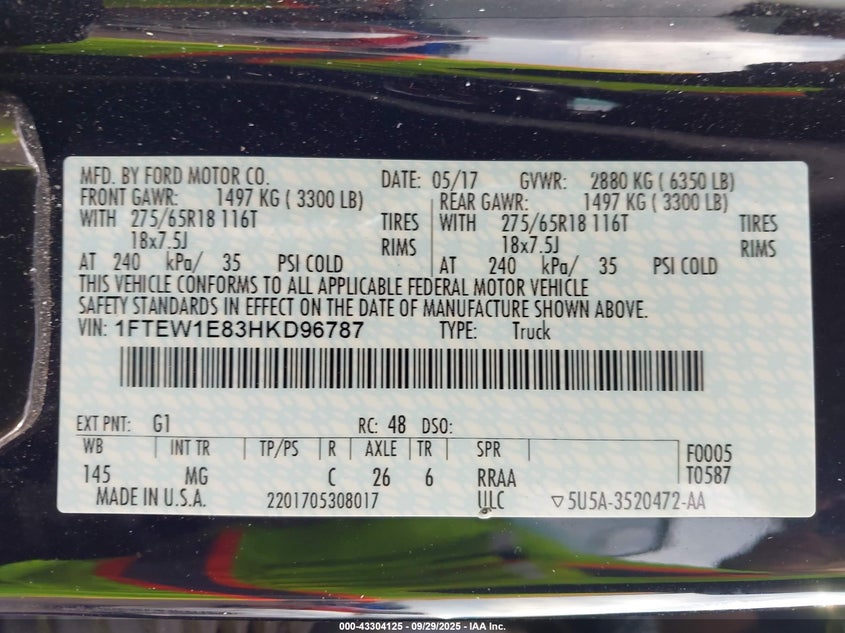 MFD. BY FORD MOTOR CO. DATE: 05/17 GVWR: 2880 KG ( 6350 LB)
FRONT GAWR: 1497 KG ( 3300 LB) REAR GAWR: 1497 KG ( 3300 LB)
WITH 275/65R18 116T TIRES WITH 275/65R18 116T TIRES
18x7.5J RIMS 18x7.5J RIMS
AT 240 kPa/ 35 PSI COLD AT 240 kPa/ 35 PSI COLD
THIS VEHICLE CONFORMS TO ALL APPLICABLE FEDERAL MOTOR VEHICLE
SAFETY STANDARDS IN EFFECT ON THE DATE OF MANUFACTURE SHOWN ABOVE.
VIN: 1FTEW1E83HKD96787 TYPE: Truck
EXT PNT: G1 RC: 48 DSO:
WB INT TR TP/PS R AXLE TR SPR F0005
145 MG C 26 6 RRAA T0587
MADE IN U.S.A. 2201705308017 ULC ▽5U5A-3520472-AA
000-43304125 - 09/29/2025 - IAA Inc.